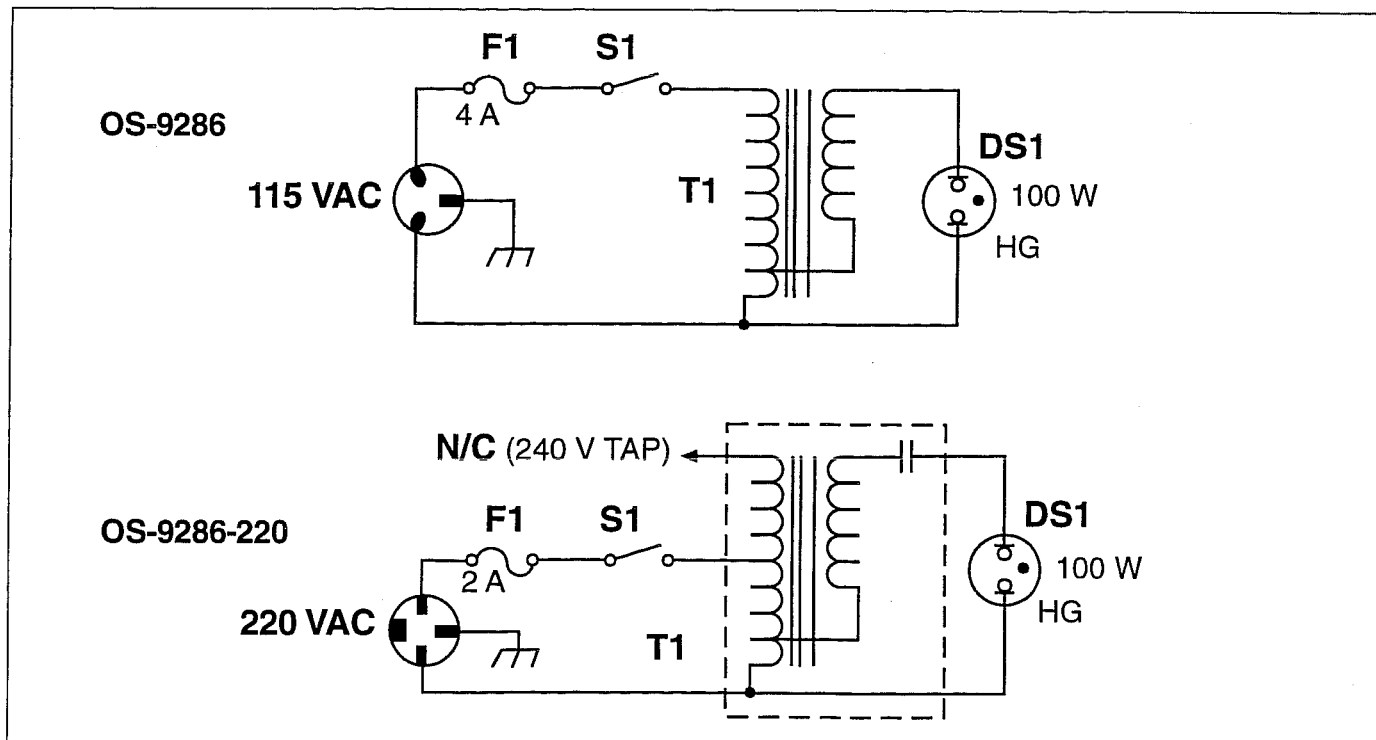 F1 S1
4 A
OS-9286
115 VAC
T1
DS1
100 W
HG
N/C (240 V TAP)
OS-9286-220
F1 S1
2 A
220 VAC
T1
DS1
100 W
HG